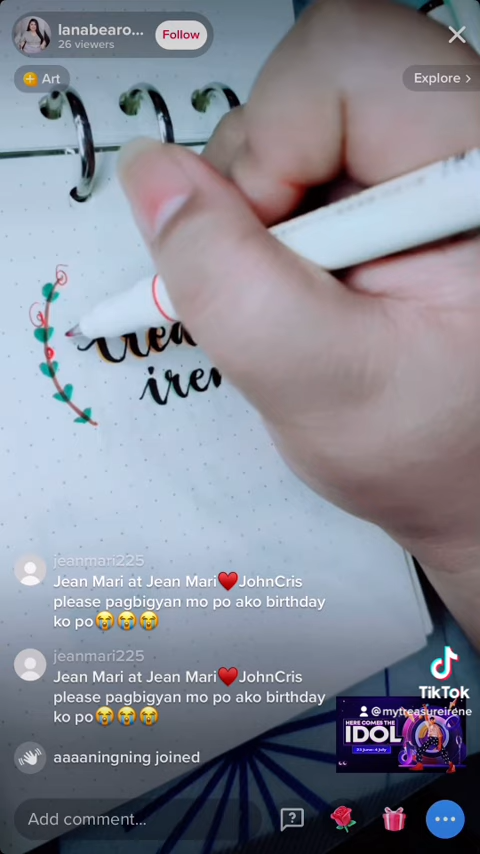 lanabearo...
26 viewers
Follow
Art
Explore >
iren
jeanmari225
Jean Mari at Jean Mari❤️JohnCris
please pagbigyan mo po ako birthday
ko po😭😭😭
jeanmari225
Jean Mari at Jean Mari❤️JohnCris
please pagbigyan mo po ako birthday
ko po😭😭😭
TikTok
@mytreasureirene
HERE COMES THE
IDOL
aaaaningning joined
Add comment...